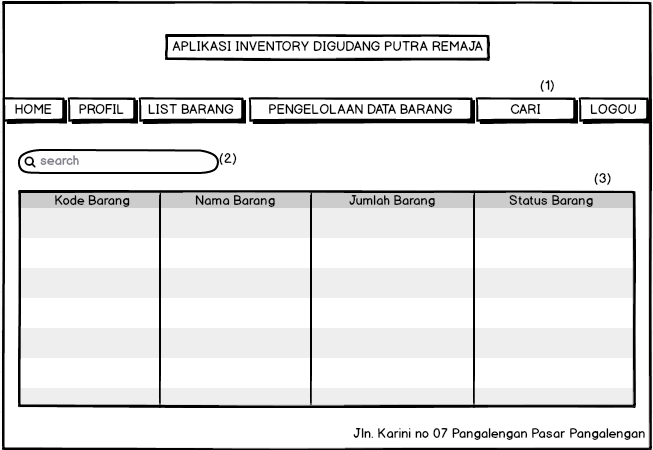 APLIKASI INVENTORY DIGUDANG PUTRA REMAJA
(1)
HOME PROFIL LIST BARANG PENGELOLAAN DATA BARANG CARI LOGOU
search (2)
(3)
Kode Barang Nama Barang Jumlah Barang Status Barang
Jln. Karini no 07 Pangalengan Pasar Pangalengan